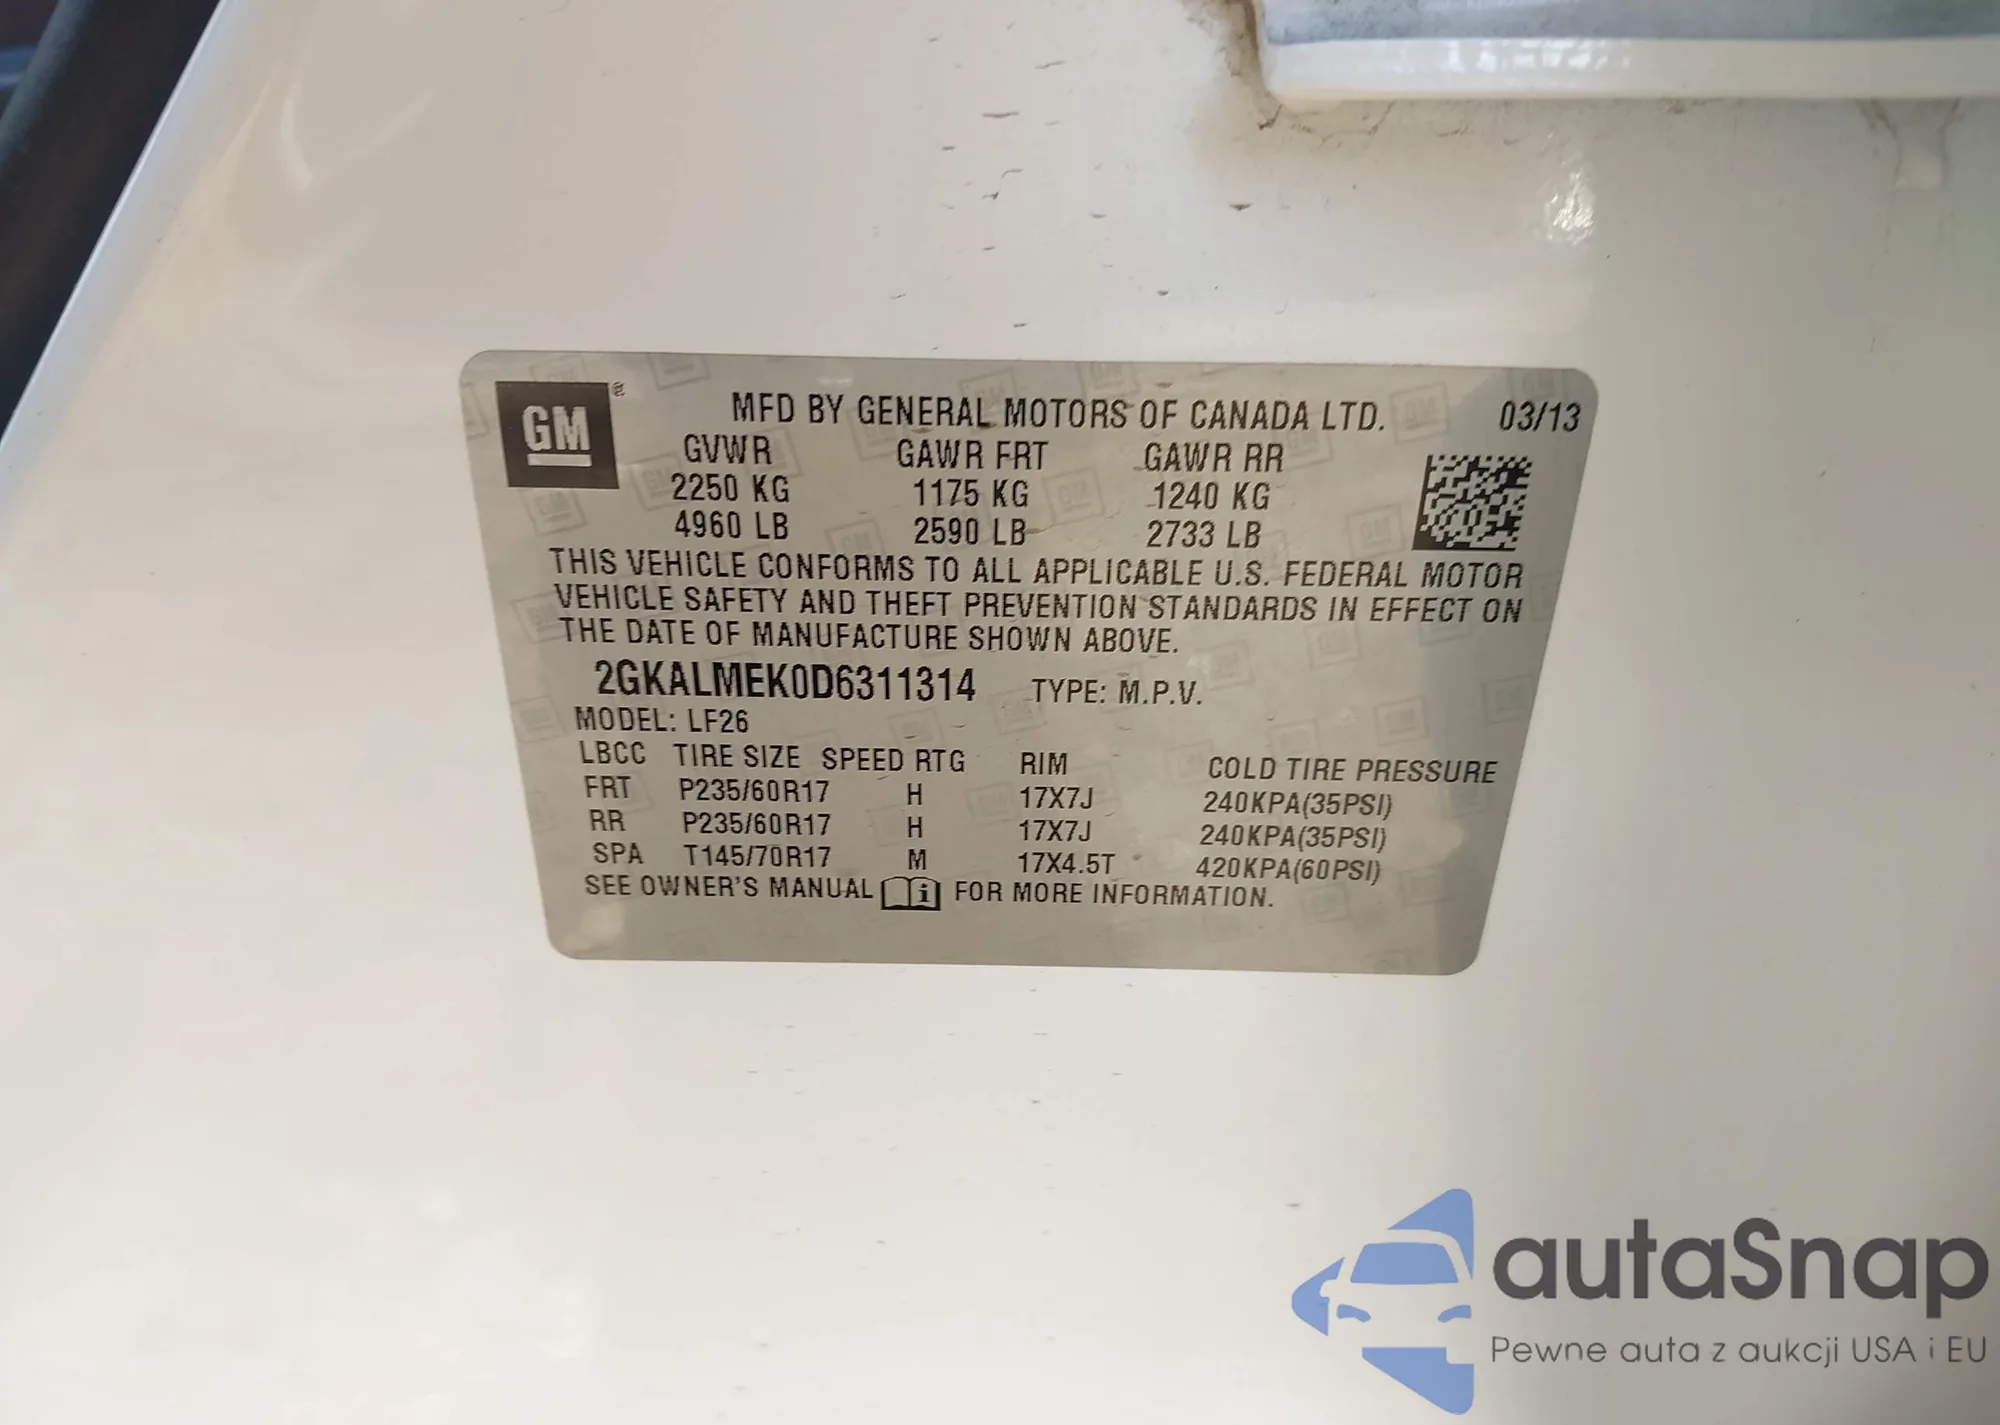 GM ®
MFD BY GENERAL MOTORS OF CANADA LTD. 03/13
GVWR GAWR FRT GAWR RR
2250 KG 1175 KG 1240 KG
4960 LB 2590 LB 2733 LB
THIS VEHICLE CONFORMS TO ALL APPLICABLE U.S. FEDERAL MOTOR
VEHICLE SAFETY AND THEFT PREVENTION STANDARDS IN EFFECT ON
THE DATE OF MANUFACTURE SHOWN ABOVE.
2GKALMEK0D6311314 TYPE: M.P.V.
MODEL: LF26
LBCC TIRE SIZE SPEED RTG RIM COLD TIRE PRESSURE
FRT P235/60R17 H 17X7J 240KPA(35PSI)
RR P235/60R17 H 17X7J 240KPA(35PSI)
SPA T145/70R17 M 17X4.5T 420KPA(60PSI)
SEE OWNER'S MANUAL i FOR MORE INFORMATION.
autaSnap
Pewne auta z aukcji USA i EU